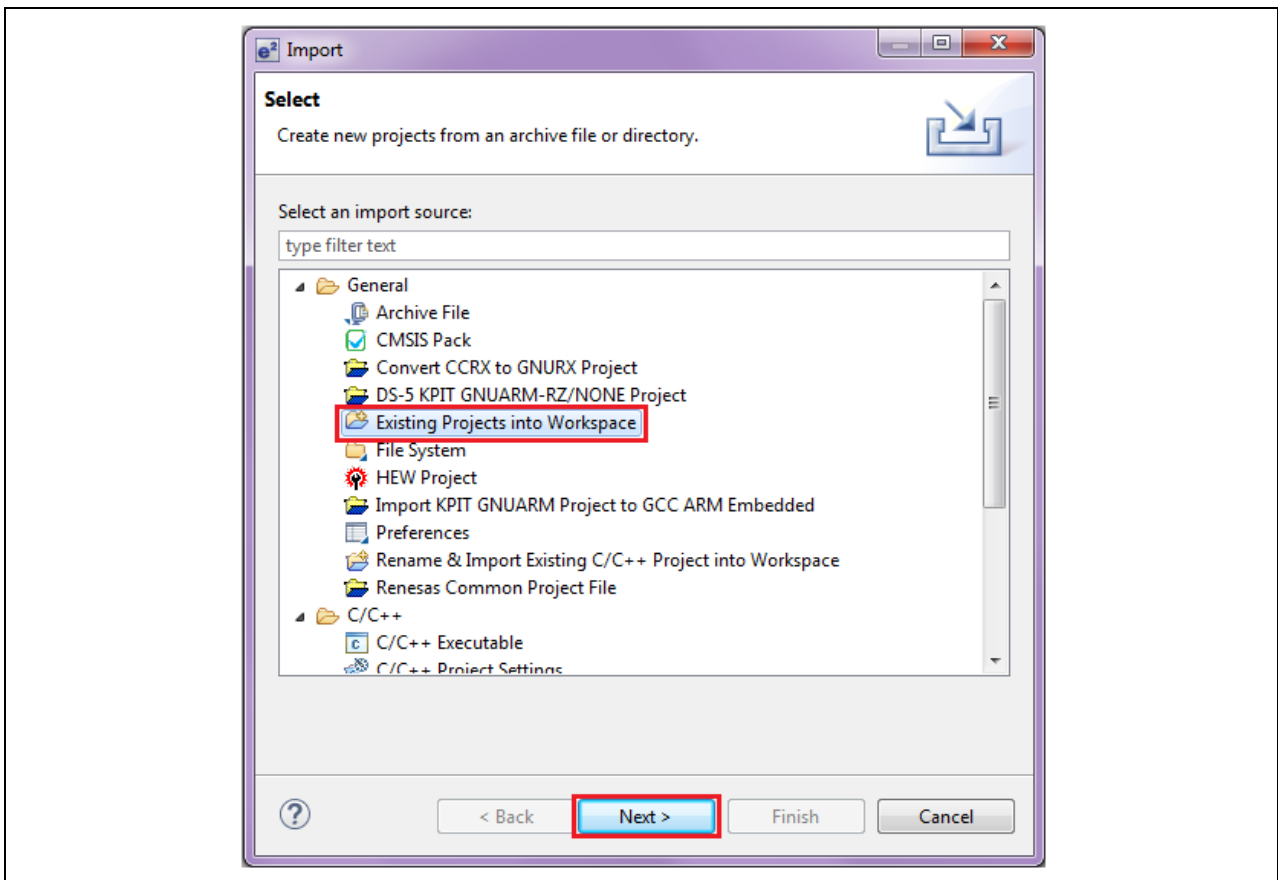 e² Import
Select
Create new projects from an archive file or directory.
Select an import source:
type filter text
General
Archive File
CMSIS Pack
Convert CCRX to GNURX Project
DS-5 KPIT GNUARM-RZ/NONE Project
Existing Projects into Workspace
File System
HEW Project
Import KPIT GNUARM Project to GCC ARM Embedded
Preferences
Rename & Import Existing C/C++ Project into Workspace
Renesas Common Project File
C/C++
C/C++ Executable
C/C++ Project Settings
? < Back Next > Finish Cancel